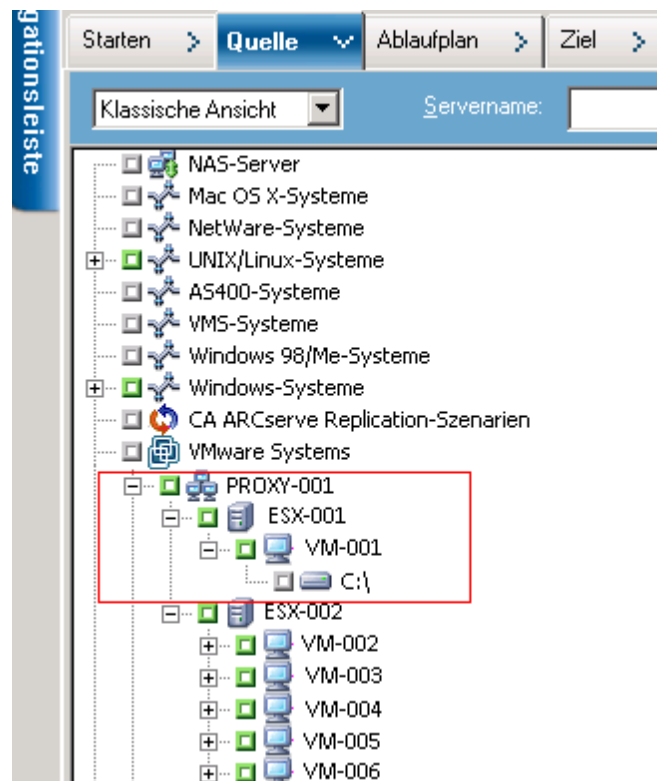 gationsleiste
Starten
Quelle
Ablaufplan
Ziel
Klassische Ansicht
Servername:
NAS-Server
Mac OS X-Systeme
NetWare-Systeme
UNIX/Linux-Systeme
AS400-Systeme
VMS-Systeme
Windows 98/Me-Systeme
Windows-Systeme
CA ARCserve Replication-Szenarien
VMware Systems
PROXY-001
ESX-001
VM-001
C:\
ESX-002
VM-002
VM-003
VM-004
VM-005
VM-006